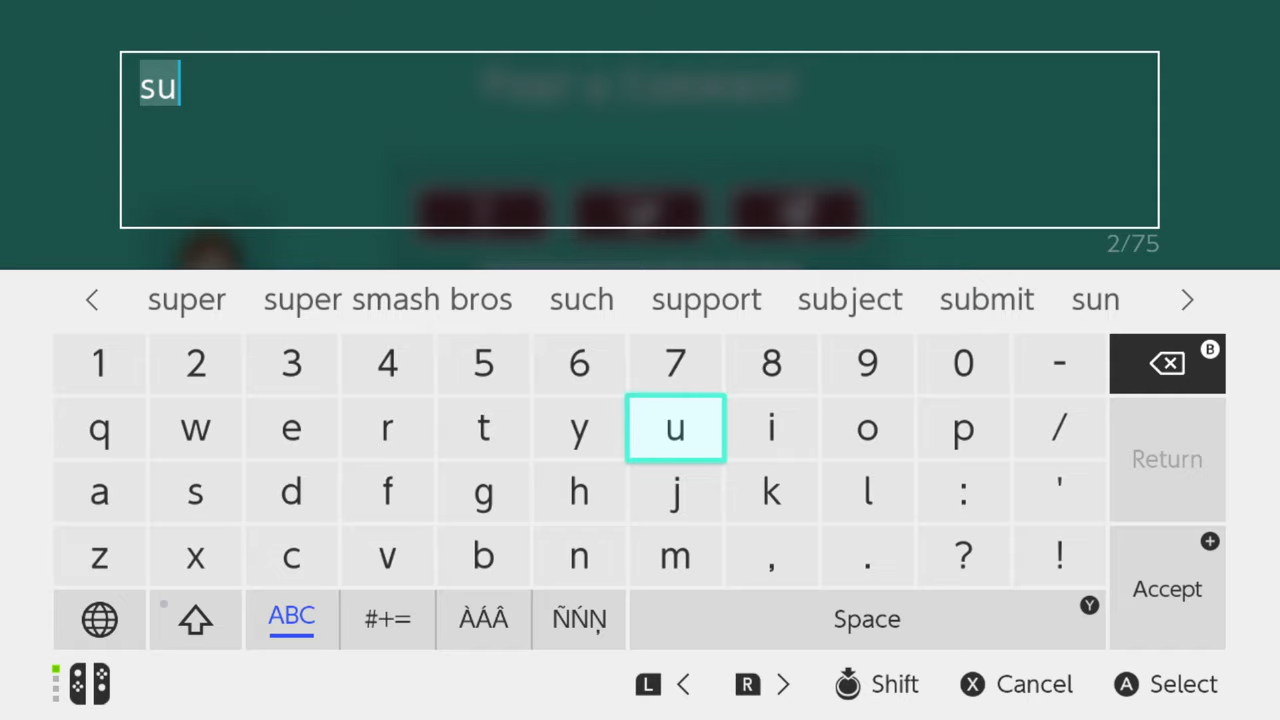 su
2/75
super super smash bros such support subject submit sun
1 2 3 4 5 6 7 8 9 0 - B
q w e r t y u i o p / Return
a s d f g h j k l : '
z x c v b n m , . ? ! + Accept
ABC #+= ÀÁÂ ÑŃŅ Space Y
L R Shift X Cancel A Select